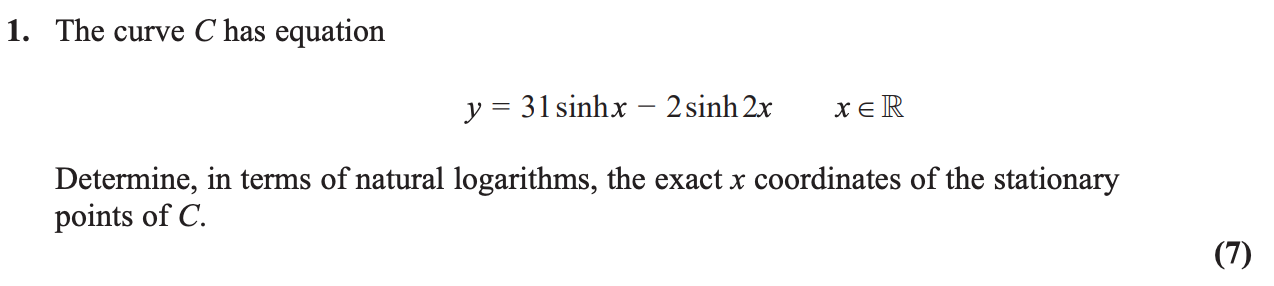 1. The curve C has equation
y = 31 sinh x − 2 sinh 2x x ∈ ℝ
Determine, in terms of natural logarithms, the exact x coordinates of the stationary
points of C.
(7)